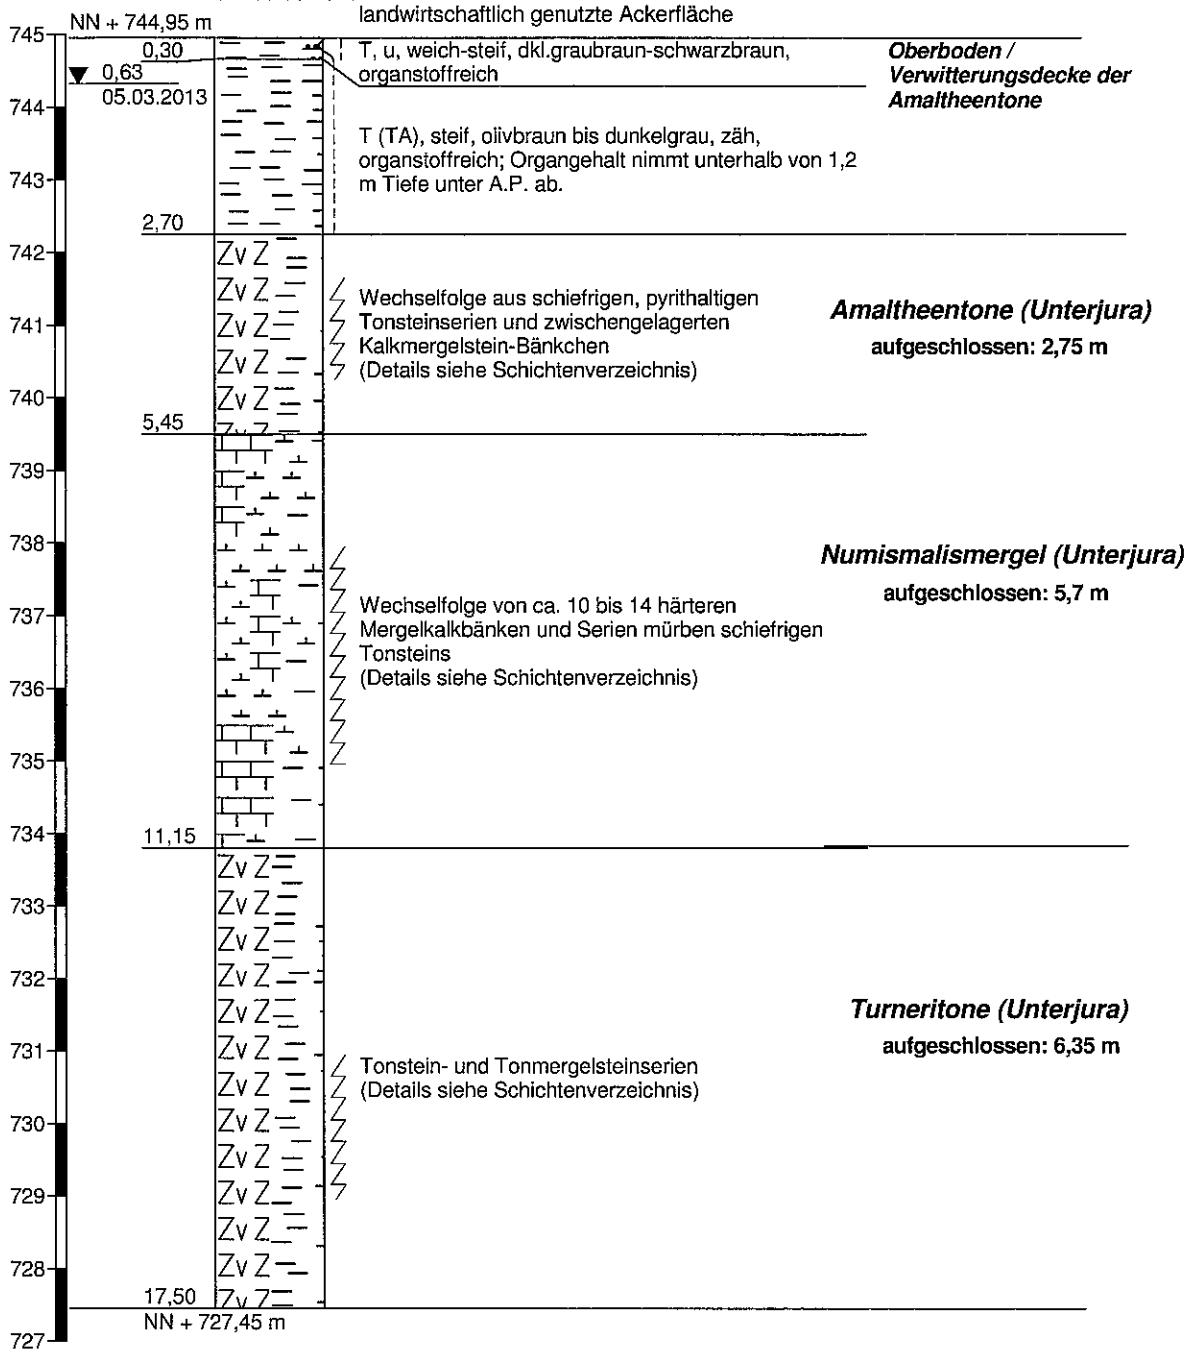 landwirtschaftlich genutzte Ackerfläche
NN + 744,95 m
745
0,30
T, u, weich-steif, dkl.graubraun-schwarzbraun,
organstoffreich
Oberboden /
Verwitterungsdecke der
Amaltheentone
0,63
05.03.2013
744
T (TA), steif, olivbraun bis dunkelgrau, zäh,
organstoffreich; Organgehalt nimmt unterhalb von 1,2
m Tiefe unter A.P. ab.
743
2,70
742
Wechselfolge aus schiefrigen, pyrithaltigen
Tonsteinserien und zwischengelagerten
Kalkmergelstein-Bänkchen
(Details siehe Schichtenverzeichnis)
Amaltheentone (Unterjura)
aufgeschlossen: 2,75 m
741
740
5,45
739
738
Numismalismergel (Unterjura)
aufgeschlossen: 5,7 m
Wechselfolge von ca. 10 bis 14 härteren
Mergelkalkbänken und Serien mürben schiefrigen
Tonsteins
(Details siehe Schichtenverzeichnis)
737
736
735
734
11,15
733
732
Turneritone (Unterjura)
aufgeschlossen: 6,35 m
731
Tonstein- und Tonmergelsteinserien
(Details siehe Schichtenverzeichnis)
730
729
728
17,50
NN + 727,45 m
727